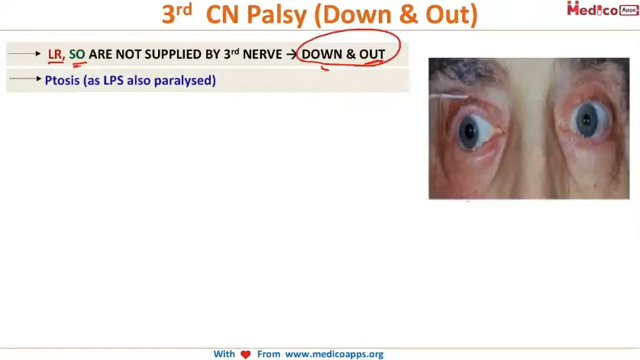 3rd CN Palsy (Down & Out)
Medico Apps
LR, SO ARE NOT SUPPLIED BY 3rd NERVE → DOWN & OUT
Ptosis (as LPS also paralysed)
With ❤ From www.medicoapps.org